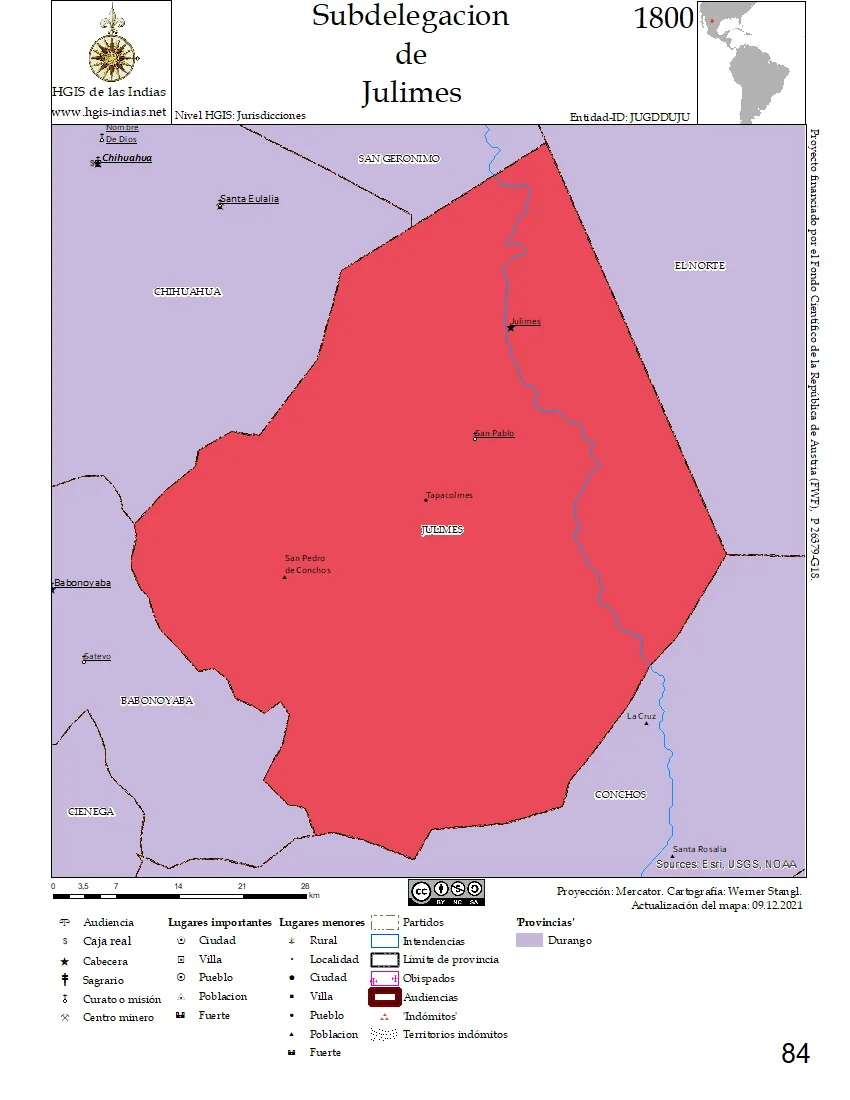 Subdelegacion
de
Julimes
1800
HGIS de las Indias
www.hgis-indias.net
Nivel HGIS: Jurisdicciones
Entidad-ID: JUGDDUJU
Nombre
De Dios
S
Chihuahua
SAN GERONIMO
Santa Eulalia
EL NORTE
CHIHUAHUA
Julimes
San Pablo
Tapacolmes
JULIMES
San Pedro
de Conchos
Babonoyaba
Satevo
BABONOYABA
La Cruz
CIENEGA
CONCHOS
Santa Rosalia
Sources: Esri, USGS, NOAA
Proyecto financiado por el Fondo Científico de la República de Austria (FWF), P 26379-G18.
0 3,5 7 14 21 28
km
CC BY NC SA
Proyección: Mercator. Cartografía: Werner Stangl.
Actualización del mapa: 09.12.2021
Audiencia
S Caja real
Cabecera
Sagrario
Curato o misión
Centro minero
Lugares importantes
Ciudad
Villa
Pueblo
Poblacion
Fuerte
Lugares menores
Rural
Localidad
Ciudad
Villa
Pueblo
Poblacion
Fuerte
Partidos
Intendencias
Límite de provincia
Obispados
Audiencias
'Indómitos'
Territorios indómitos
'Provincias'
Durango
84